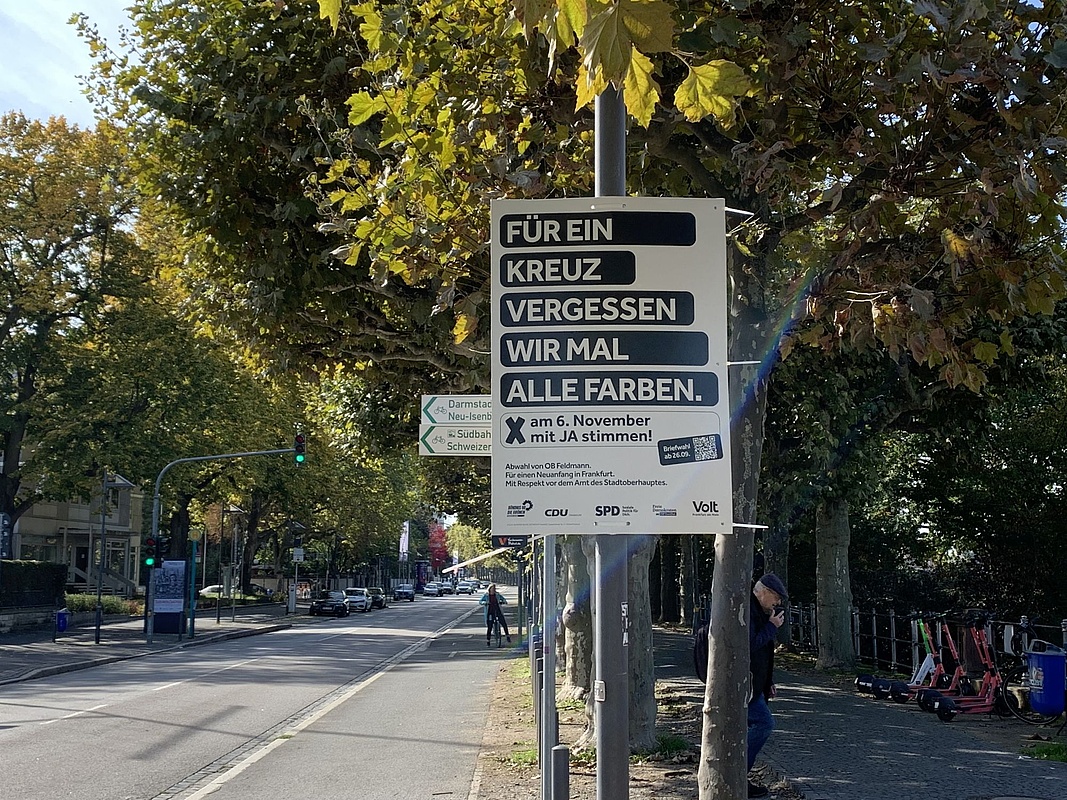 FÜR EIN
KREUZ
VERGESSEN
WIR MAL
ALLE FARBEN.
X am 6. November
mit JA stimmen!
Briefwahl
ab 26.09.
Abwahl von OB Feldmann.
Für einen Neuanfang in Frankfurt.
Mit Respekt vor dem Amt des Stadtoberhauptes.
CDU
SPD
Volt
Darmstad
Neu-Isenb
Südbah
Schweizer